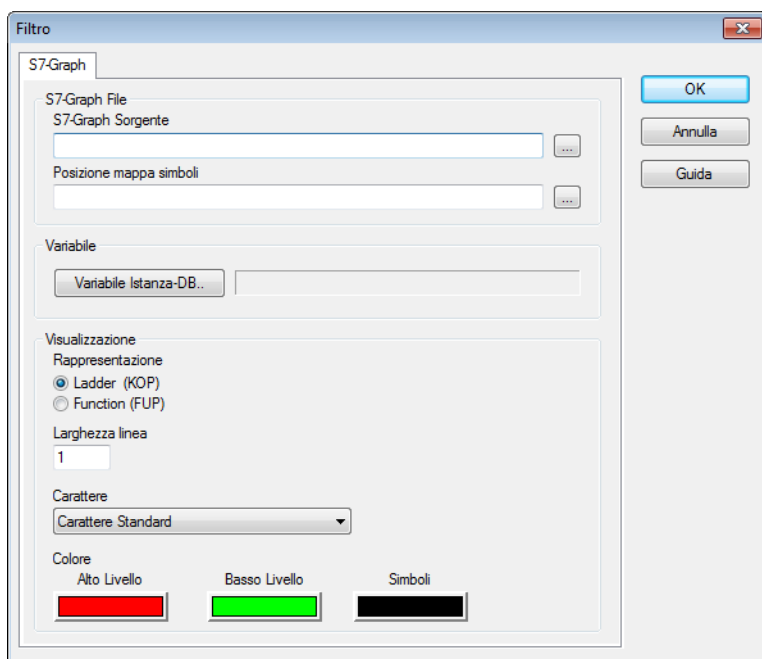 Filtro
S7-Graph
S7-Graph File
S7-Graph Sorgente
...
Posizione mappa simboli
...
Variabile
Variabile Istanza-DB..
Visualizzazione
Rappresentazione
Ladder (KOP)
Function (FUP)
Larghezza linea
1
Carattere
Carattere Standard
Colore
Alto Livello Basso Livello Simboli
OK
Annulla
Guida